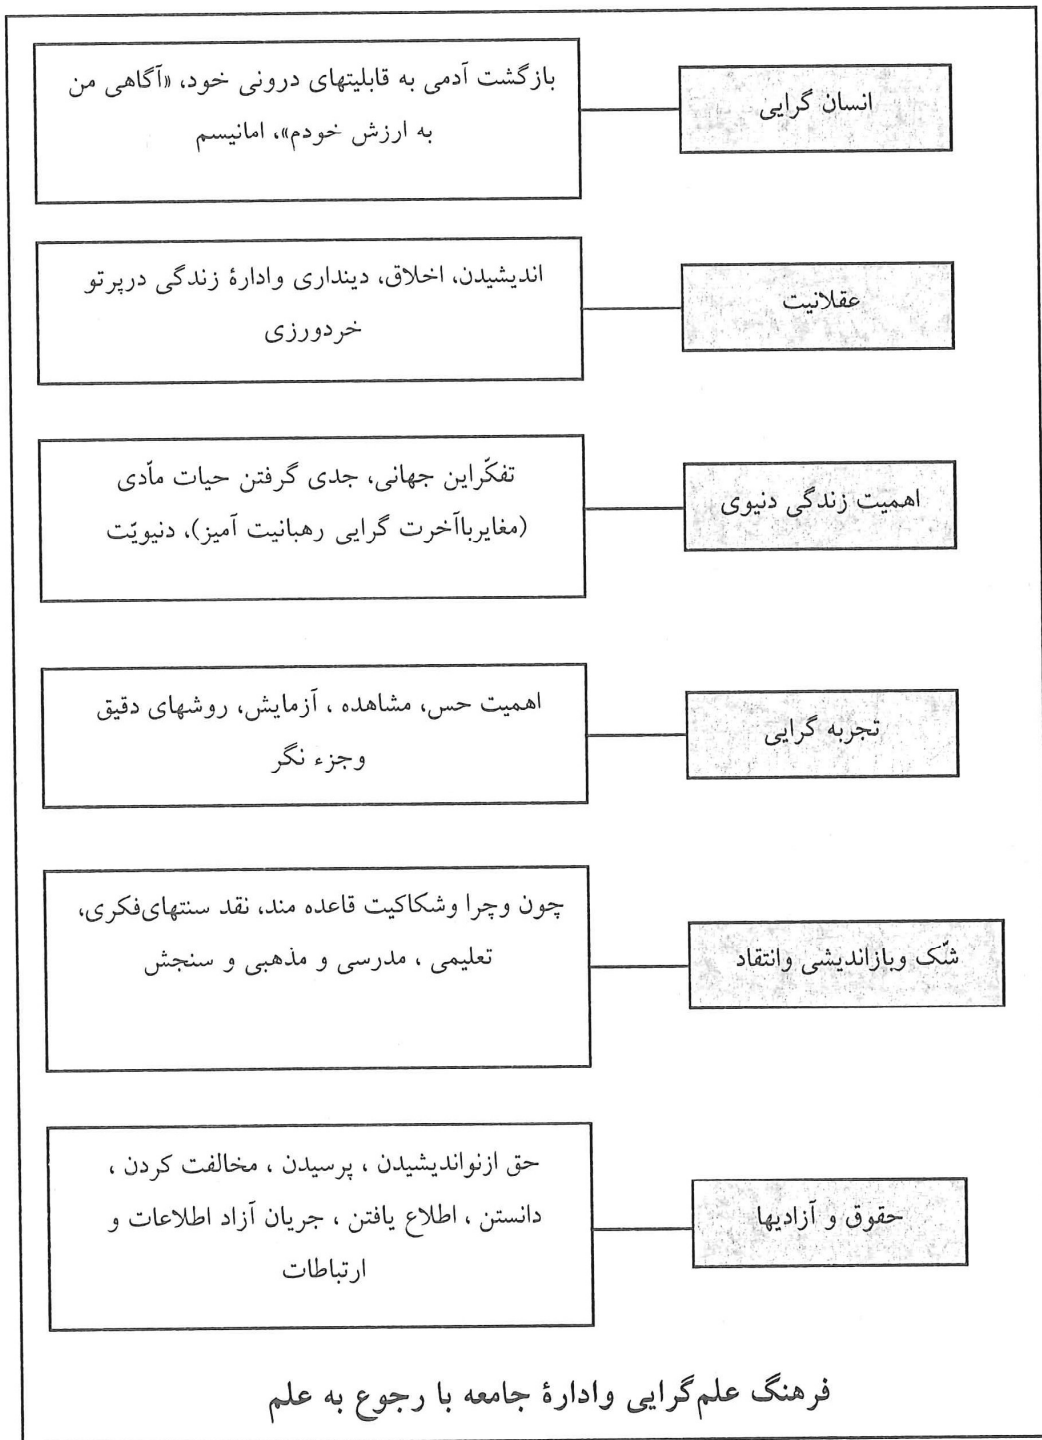 انسان گرایی
بازگشت آدمی به قابلیتهای درونی خود، «آگاهی من
به ارزش خودم»، امانیسم
عقلانیت
اندیشیدن، اخلاق، دینداری وادارهٔ زندگی درپرتو
خردورزی
اهمیت زندگی دنیوی
تفکّراین جهانی، جدی گرفتن حیات مادّی
(مغایرباآخرت گرایی رهبانیت آمیز)، دنیویّت
تجربه گرایی
اهمیت حس، مشاهده ، آزمایش، روشهای دقیق
وجزء نگر
شکّ وبازاندیشی وانتقاد
چون وچرا وشکاکیت قاعده مند، نقد سنتهای‌فکری،
تعلیمی ، مدرسی و مذهبی و سنجش
حقوق و آزادیها
حق ازنواندیشیدن ، پرسیدن ، مخالفت کردن ،
دانستن ، اطلاع یافتن ، جریان آزاد اطلاعات و
ارتباطات
فرهنگ علم‌گرایی وادارهٔ جامعه با رجوع به علم